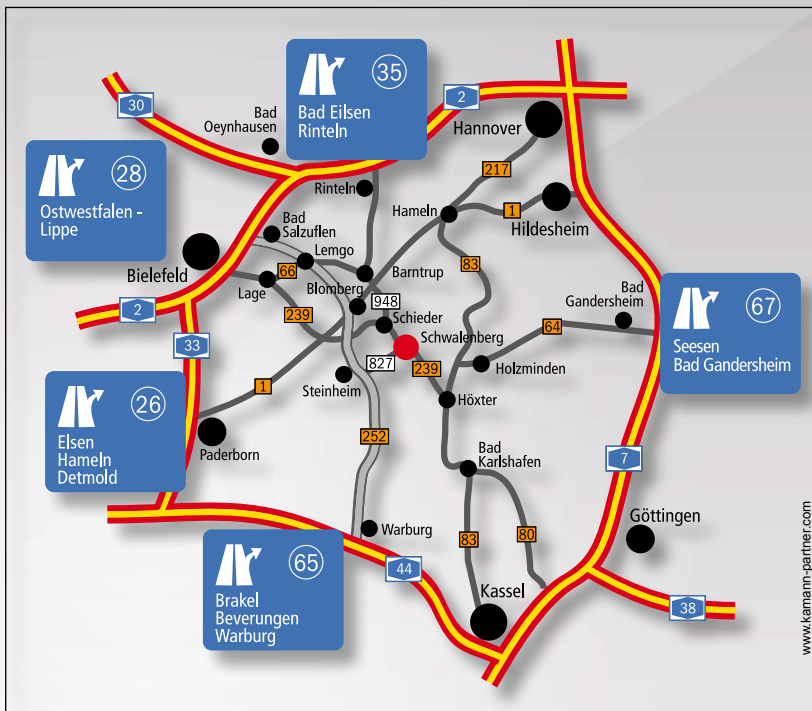 35
Bad Eilsen
Rinteln
2
30
Bad
Oeynhausen
Hannover
28
Ostwestfalen -
Lippe
217
Rinteln
Hameln
1
Hildesheim
Bad
Salzuflen
Lemgo
Bielefeld
66
Barntrup
83
Lage
Blomberg
948
Bad
Gandersheim
67
Seesen
Bad Gandersheim
2
239
Schieder
64
33
Schwalenberg
827
239
Holzminden
1
Steinheim
26
Elsen
Hameln
Detmold
Höxter
Paderborn
252
Bad
Karlshafen
7
Göttingen
Warburg
83
80
65
Brakel
Beverungen
Warburg
44
Kassel
38
www.kamann-partner.com